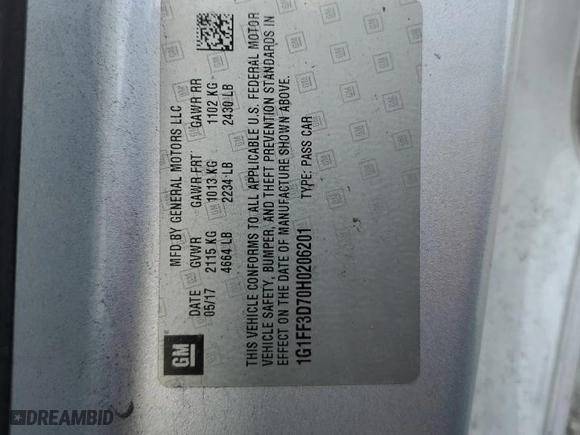 MFD BY GENERAL MOTORS LLC
DATE GVWR GAWR FRT GAWR RR
05/17 2115 KG 1013 KG 1102 KG
4664 LB 2234 LB 2430 LB
THIS VEHICLE CONFORMS TO ALL APPLICABLE U.S. FEDERAL MOTOR
VEHICLE SAFETY, BUMPER, AND THEFT PREVENTION STANDARDS IN
EFFECT ON THE DATE OF MANUFACTURE SHOWN ABOVE.
1G1FF3D70H0206201 TYPE: PASS CAR
GM
DREAMBID